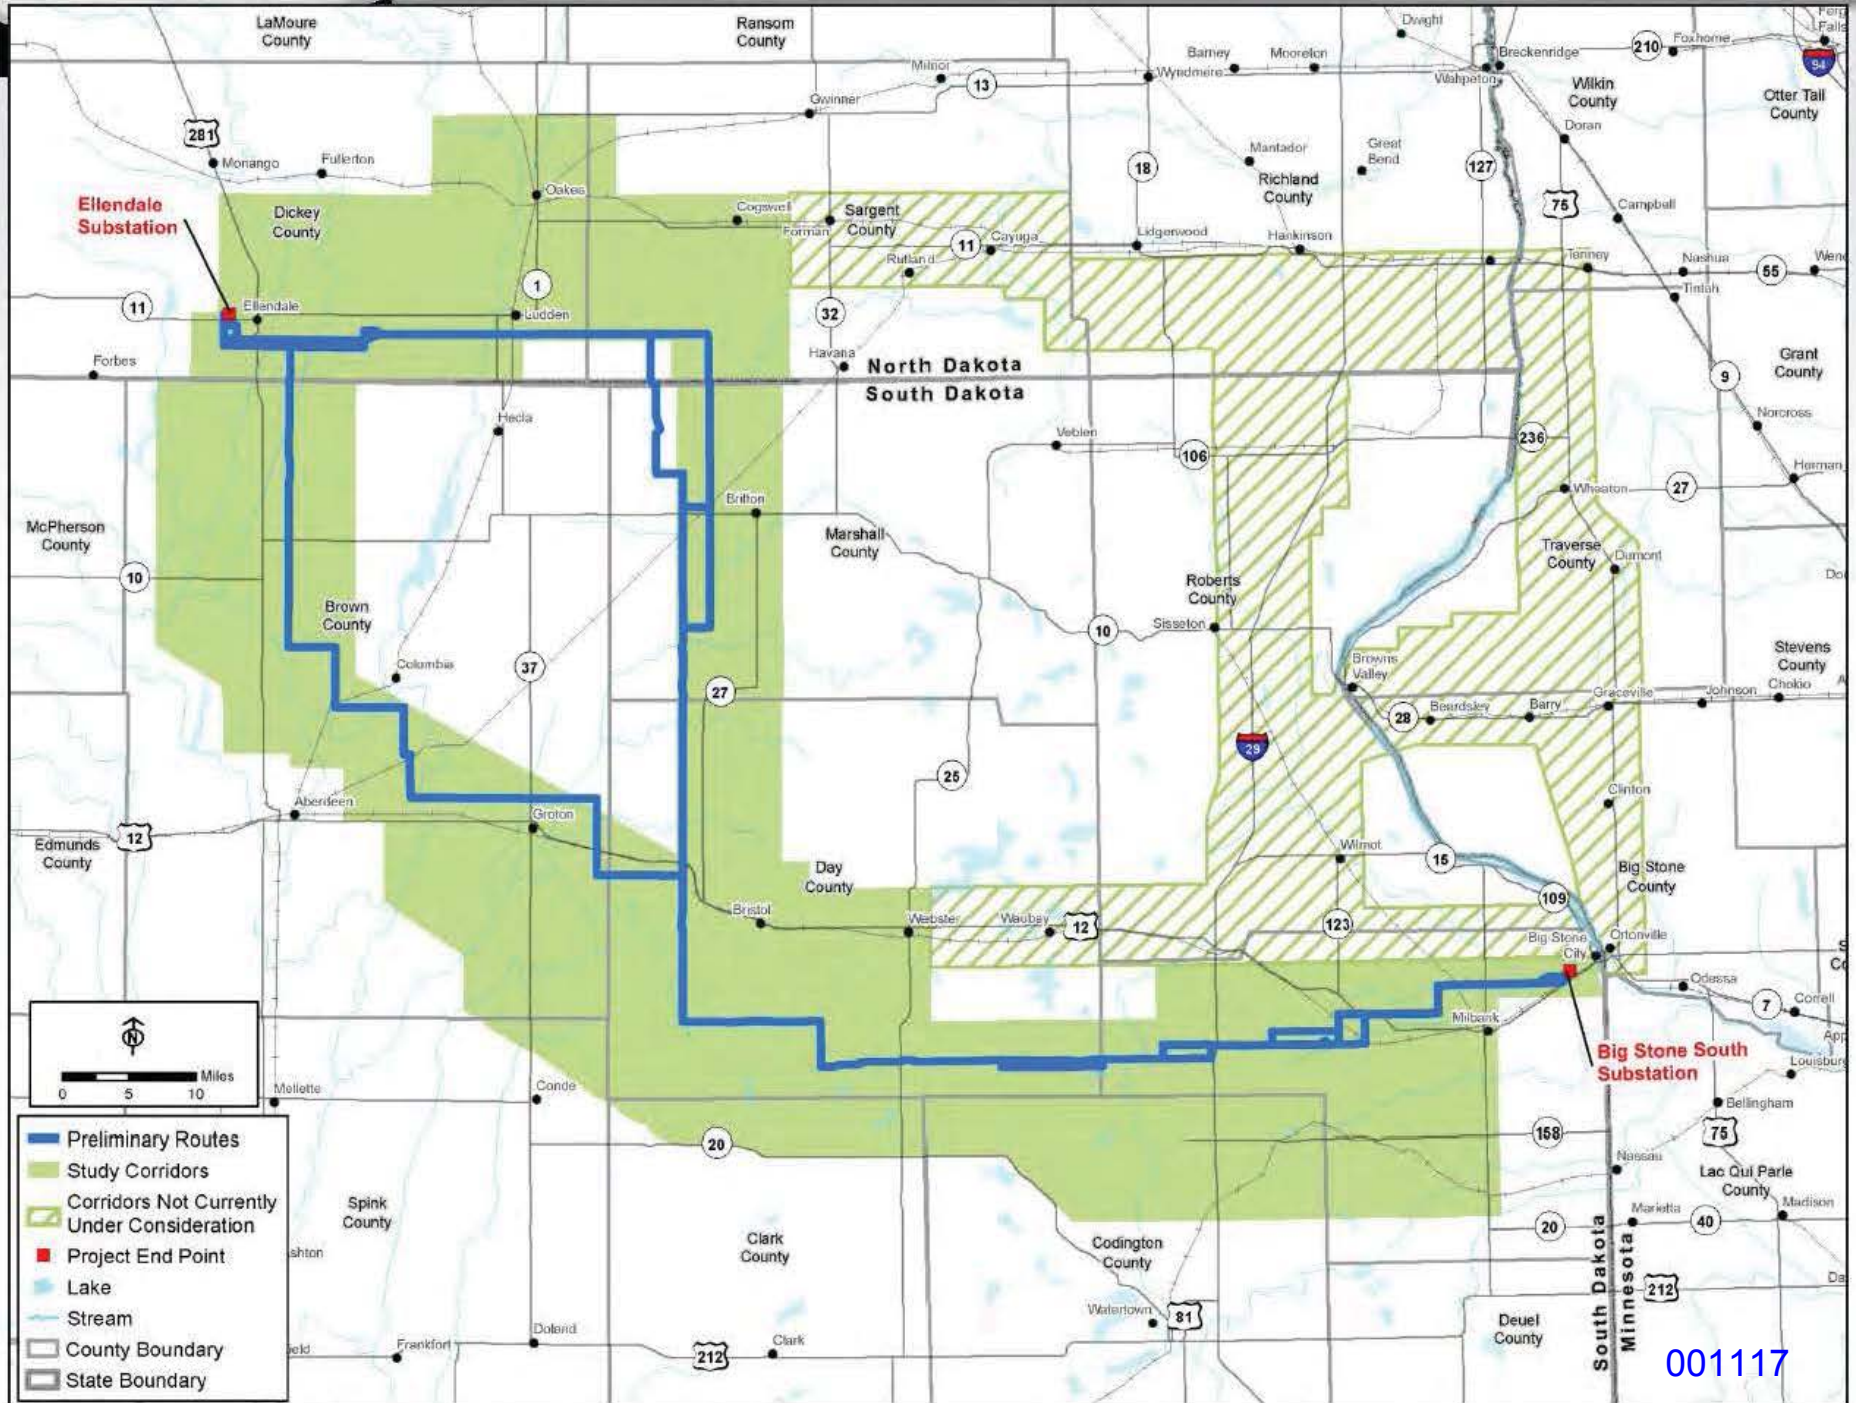 LaMoure
County
Ransom
County
Dwight
Milnor
13
Barney
Mooreton
Wyndmere
Breckenridge
Wahpeton
210
Foxhome
Falls
94
Wilkin
County
Otter Tail
County
Gwinner
281
Monango
Fullerton
Doran
Mantador
Great
Bend
18
127
Richland
County
75
Campbell
Ellendale
Substation
Dickey
County
Oakes
Cogswell
Forman
Sargent
County
11
Cayuga
Rutland
Lidgerwood
Hankinson
Tenney
Nashua
55
Tintah
11
Ellendale
1
Ludden
32
Havana
Forbes
North Dakota
South Dakota
Grant
County
9
Norcross
Hecla
Veblen
106
236
Herman
Wheaton
27
Britton
McPherson
County
Marshall
County
Traverse
County
Dumont
10
Brown
County
Roberts
County
10
Sisseton
Columbia
37
Browns
Valley
Stevens
County
27
28
Beardsley
Barry
Graceville
Johnson
Chokio
29
25
Clinton
Aberdeen
Groton
12
Edmunds
County
Wilmot
15
Day
County
Big Stone
County
109
Bristol
Webster
Waubay
12
123
Big Stone
City
Ortonville
Odessa
7
Correll
Milbank
Big Stone South
Substation
Louisburg
N
Miles
0 5 10
Mellette
Conde
Bellingham
75
Preliminary Routes
Study Corridors
Corridors Not Currently
Under Consideration
Project End Point
Lake
Stream
County Boundary
State Boundary
20
158
Nassau
Lac Qui Parle
County
Madison
Marietta
20
40
Spink
County
Clark
County
Codington
County
South Dakota
Minnesota
212
Watertown
81
Deuel
County
Doland
Frankfort
212
Clark
001117